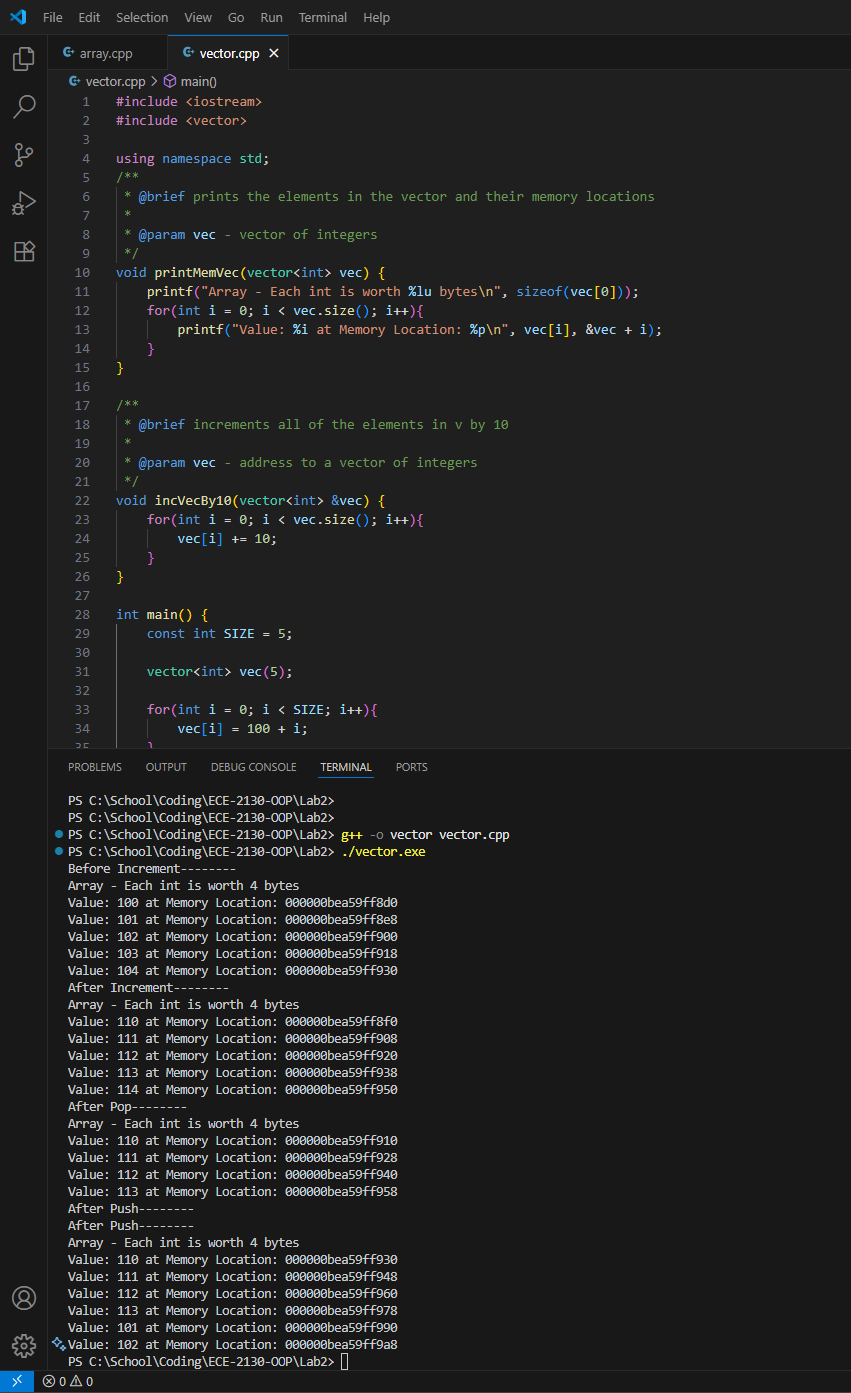 File Edit Selection View Go Run Terminal Help
array.cpp vector.cpp
vector.cpp > main()
1 #include <iostream>
2 #include <vector>
3
4 using namespace std;
5 /**
6 * @brief prints the elements in the vector and their memory locations
7 *
8 * @param vec - vector of integers
9 */
10 void printMemVec(vector<int> vec) {
11 printf("Array - Each int is worth %lu bytes\n", sizeof(vec[0]));
12 for(int i = 0; i < vec.size(); i++){
13 printf("Value: %i at Memory Location: %p\n", vec[i], &vec + i);
14 }
15 }
16
17 /**
18 * @brief increments all of the elements in v by 10
19 *
20 * @param vec - address to a vector of integers
21 */
22 void incVecBy10(vector<int> &vec) {
23 for(int i = 0; i < vec.size(); i++){
24 vec[i] += 10;
25 }
26 }
27
28 int main() {
29 const int SIZE = 5;
30
31 vector<int> vec(5);
32
33 for(int i = 0; i < SIZE; i++){
34 vec[i] = 100 + i;
35 }
PROBLEMS OUTPUT DEBUG CONSOLE TERMINAL PORTS
PS C:\School\Coding\ECE-2130-OOP\Lab2>
PS C:\School\Coding\ECE-2130-OOP\Lab2>
PS C:\School\Coding\ECE-2130-OOP\Lab2> g++ -o vector vector.cpp
PS C:\School\Coding\ECE-2130-OOP\Lab2> ./vector.exe
Before Increment--------
Array - Each int is worth 4 bytes
Value: 100 at Memory Location: 000000bea59ff8d0
Value: 101 at Memory Location: 000000bea59ff8e8
Value: 102 at Memory Location: 000000bea59ff900
Value: 103 at Memory Location: 000000bea59ff918
Value: 104 at Memory Location: 000000bea59ff930
After Increment--------
Array - Each int is worth 4 bytes
Value: 110 at Memory Location: 000000bea59ff8f0
Value: 111 at Memory Location: 000000bea59ff908
Value: 112 at Memory Location: 000000bea59ff920
Value: 113 at Memory Location: 000000bea59ff938
Value: 114 at Memory Location: 000000bea59ff950
After Pop--------
Array - Each int is worth 4 bytes
Value: 110 at Memory Location: 000000bea59ff910
Value: 111 at Memory Location: 000000bea59ff928
Value: 112 at Memory Location: 000000bea59ff940
Value: 113 at Memory Location: 000000bea59ff958
After Push--------
After Push--------
Array - Each int is worth 4 bytes
Value: 110 at Memory Location: 000000bea59ff930
Value: 111 at Memory Location: 000000bea59ff948
Value: 112 at Memory Location: 000000bea59ff960
Value: 113 at Memory Location: 000000bea59ff978
Value: 101 at Memory Location: 000000bea59ff990
Value: 102 at Memory Location: 000000bea59ff9a8
PS C:\School\Coding\ECE-2130-OOP\Lab2>
0 0